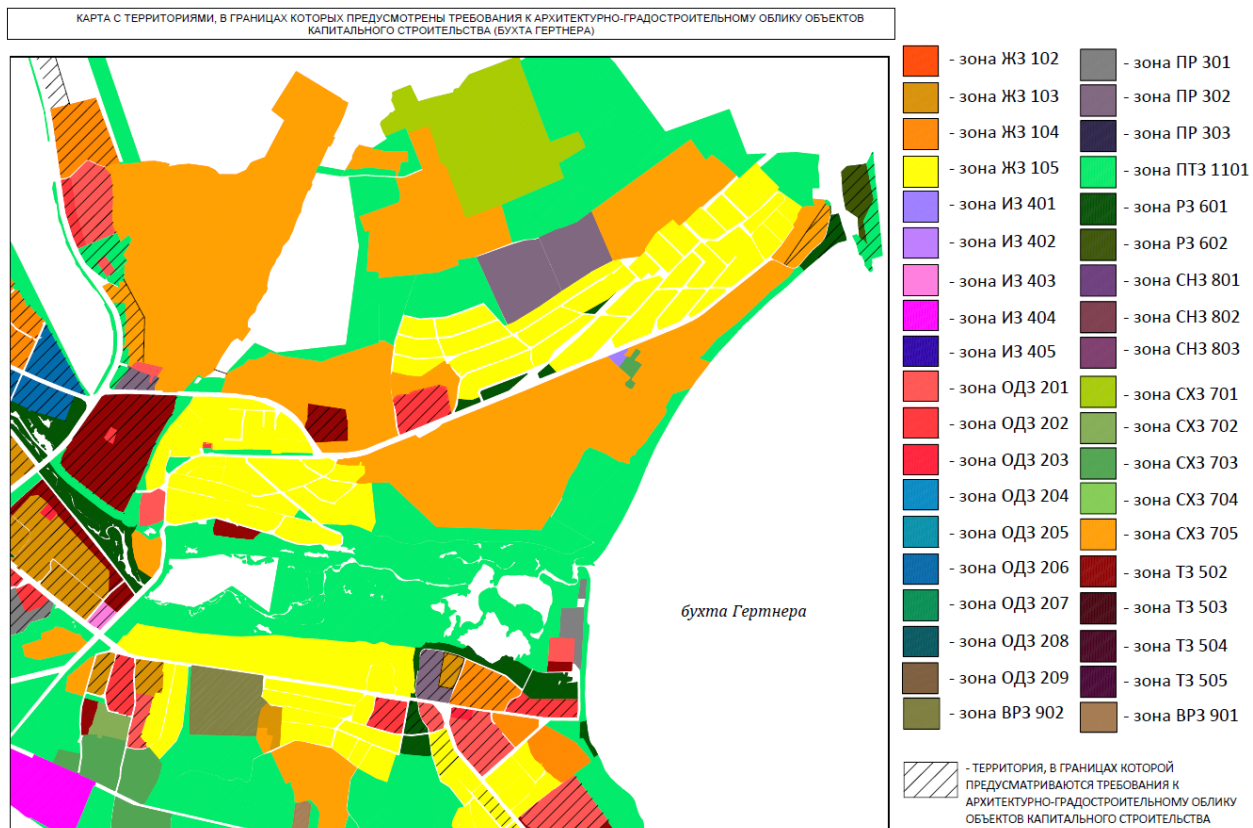 КАРТА С ТЕРРИТОРИЯМИ, В ГРАНИЦАХ КОТОРЫХ ПРЕДУСМОТРЕНЫ ТРЕБОВАНИЯ К АРХИТЕКТУРНО-ГРАДОСТРОИТЕЛЬНОМУ ОБЛИКУ ОБЪЕКТОВ
КАПИТАЛЬНОГО СТРОИТЕЛЬСТВА (БУХТА ГЕРТНЕРА)
бухта Гертнера
- зона ЖЗ 102
- зона ЖЗ 103
- зона ЖЗ 104
- зона ЖЗ 105
- зона ИЗ 401
- зона ИЗ 402
- зона ИЗ 403
- зона ИЗ 404
- зона ИЗ 405
- зона ОДЗ 201
- зона ОДЗ 202
- зона ОДЗ 203
- зона ОДЗ 204
- зона ОДЗ 205
- зона ОДЗ 206
- зона ОДЗ 207
- зона ОДЗ 208
- зона ОДЗ 209
- зона ВРЗ 902
- зона ПР 301
- зона ПР 302
- зона ПР 303
- зона ПТЗ 1101
- зона РЗ 601
- зона РЗ 602
- зона СНЗ 801
- зона СНЗ 802
- зона СНЗ 803
- зона СХЗ 701
- зона СХЗ 702
- зона СХЗ 703
- зона СХЗ 704
- зона СХЗ 705
- зона ТЗ 502
- зона ТЗ 503
- зона ТЗ 504
- зона ТЗ 505
- зона ВРЗ 901
- ТЕРРИТОРИЯ, В ГРАНИЦАХ КОТОРОЙ
ПРЕДУСМАТРИВАЮТСЯ ТРЕБОВАНИЯ К
АРХИТЕКТУРНО-ГРАДОСТРОИТЕЛЬНОМУ ОБЛИКУ
ОБЪЕКТОВ КАПИТАЛЬНОГО СТРОИТЕЛЬСТВА